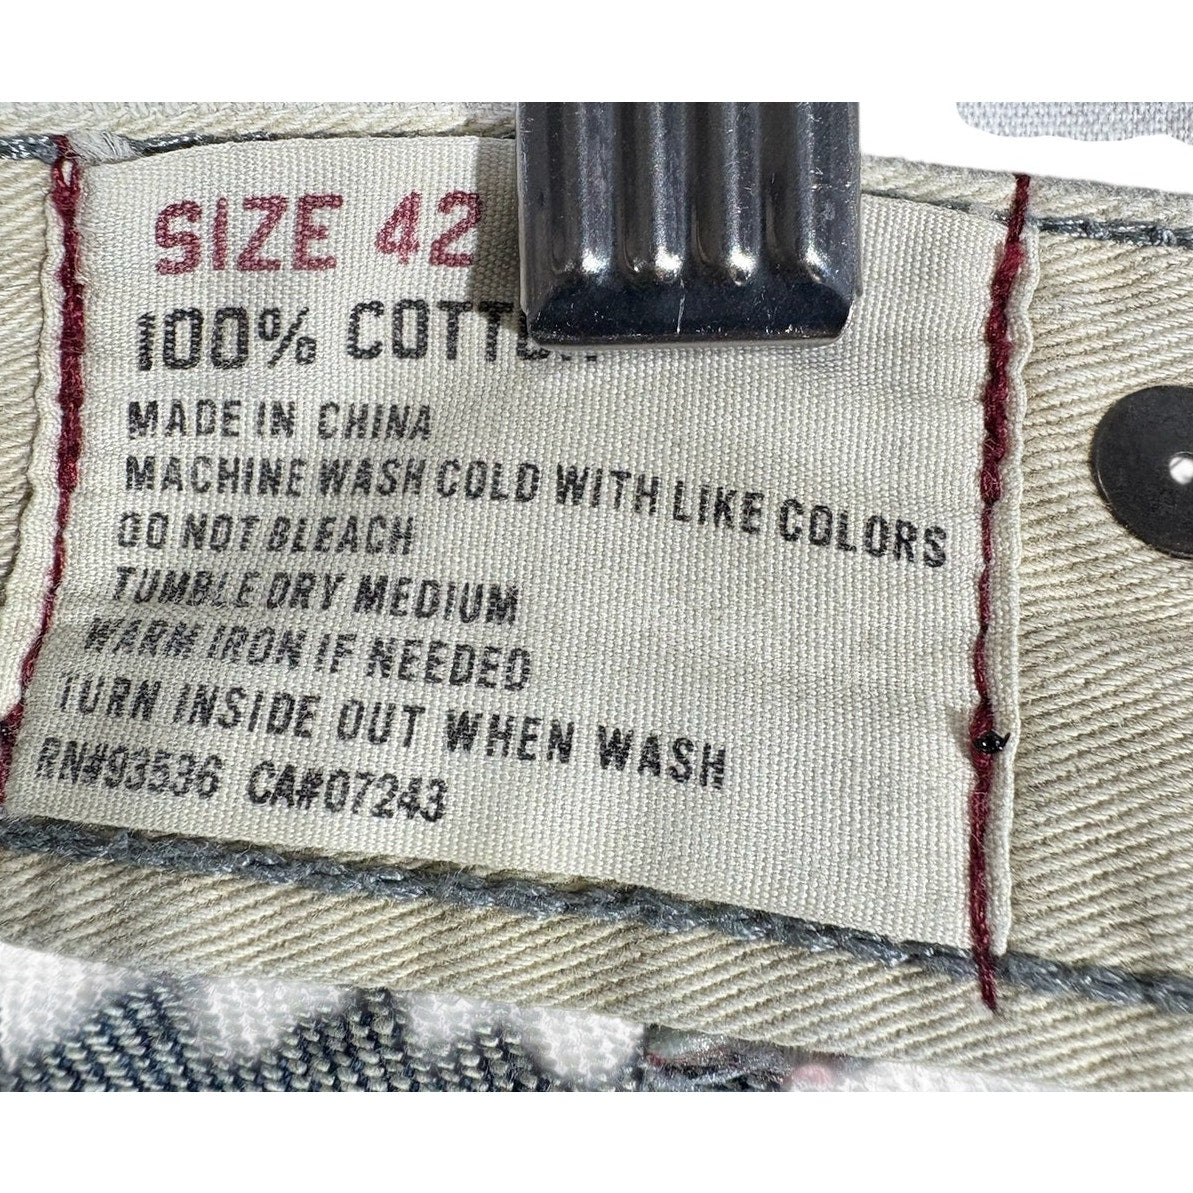 SIZE 42
100% COTTON
MADE IN CHINA
MACHINE WASH COLD WITH LIKE COLORS
DO NOT BLEACH
TUMBLE DRY MEDIUM
WARM IRON IF NEEDED
TURN INSIDE OUT WHEN WASH
RN#93536 CA#07243